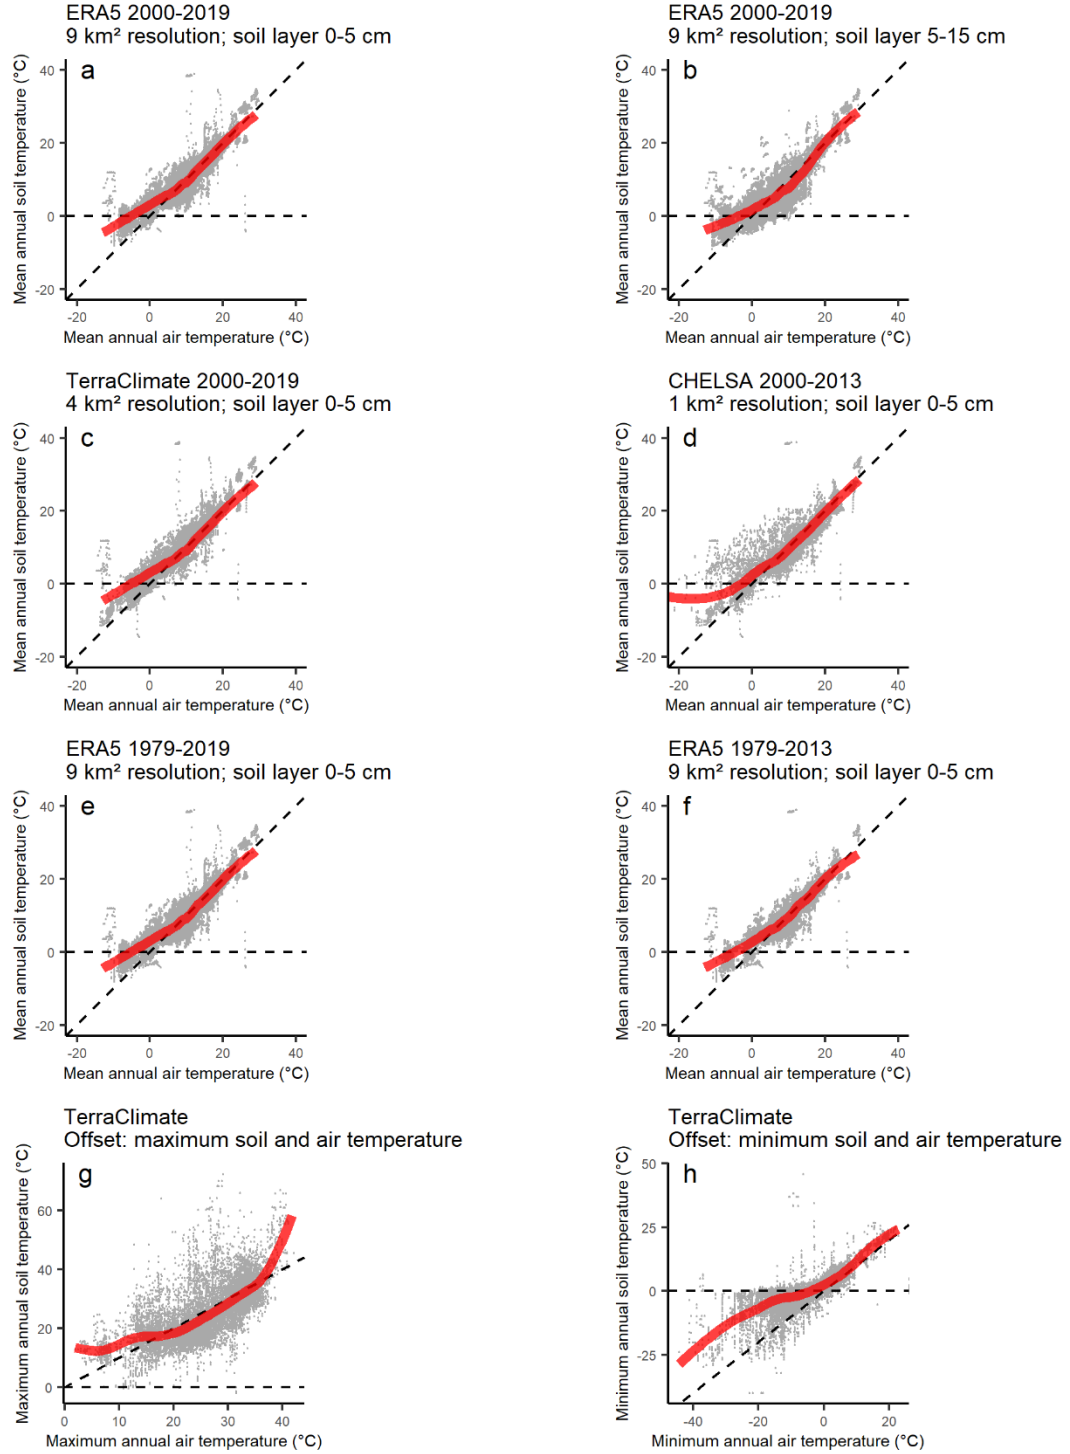 ERA5 2000-2019
9 km² resolution; soil layer 0-5 cm
a
Mean annual soil temperature (°C)
40
20
0
-20
-20 0 20 40
Mean annual air temperature (°C)
ERA5 2000-2019
9 km² resolution; soil layer 5-15 cm
b
Mean annual soil temperature (°C)
40
20
0
-20
-20 0 20 40
Mean annual air temperature (°C)
TerraClimate 2000-2019
4 km² resolution; soil layer 0-5 cm
c
Mean annual soil temperature (°C)
40
20
0
-20
-20 0 20 40
Mean annual air temperature (°C)
CHELSA 2000-2013
1 km² resolution; soil layer 0-5 cm
d
Mean annual soil temperature (°C)
40
20
0
-20
-20 0 20 40
Mean annual air temperature (°C)
ERA5 1979-2019
9 km² resolution; soil layer 0-5 cm
e
Mean annual soil temperature (°C)
40
20
0
-20
-20 0 20 40
Mean annual air temperature (°C)
ERA5 1979-2013
9 km² resolution; soil layer 0-5 cm
f
Mean annual soil temperature (°C)
40
20
0
-20
-20 0 20 40
Mean annual air temperature (°C)
TerraClimate
Offset: maximum soil and air temperature
g
Maximum annual soil temperature (°C)
60
40
20
0
0 10 20 30 40
Maximum annual air temperature (°C)
TerraClimate
Offset: minimum soil and air temperature
h
Minimum annual soil temperature (°C)
50
25
0
-25
-40 -20 0 20
Minimum annual air temperature (°C)